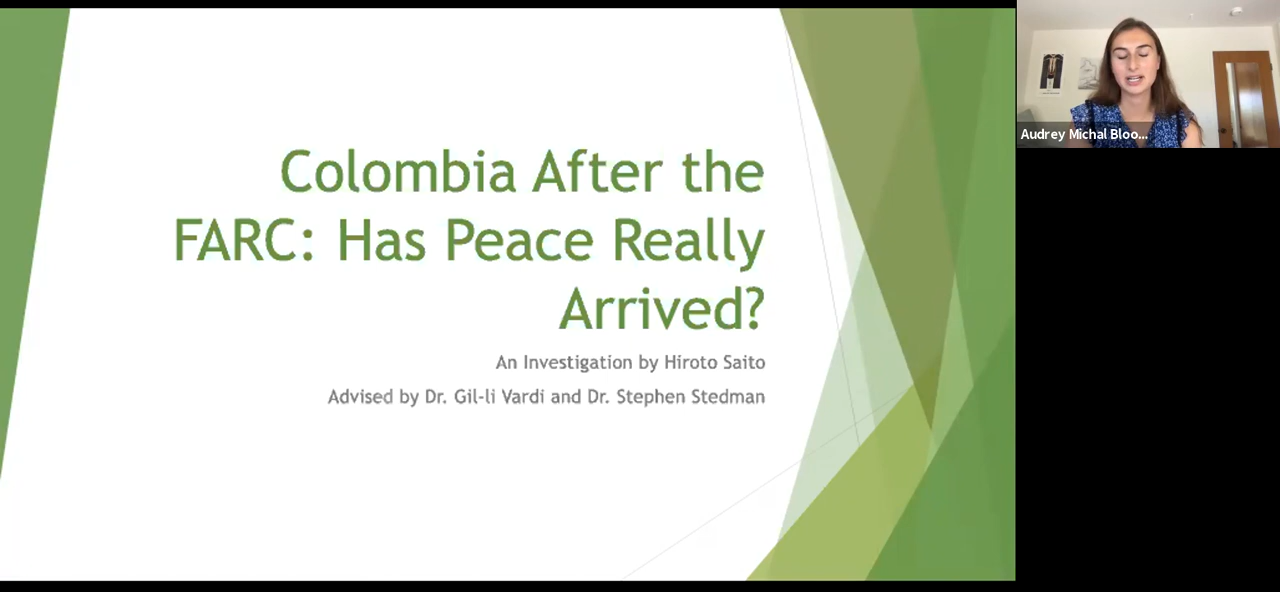 Colombia After the
FARC: Has Peace Really
Arrived?
An Investigation by Hiroto Saito
Advised by Dr. Gil-li Vardi and Dr. Stephen Stedman
Audrey Michal Bloo...